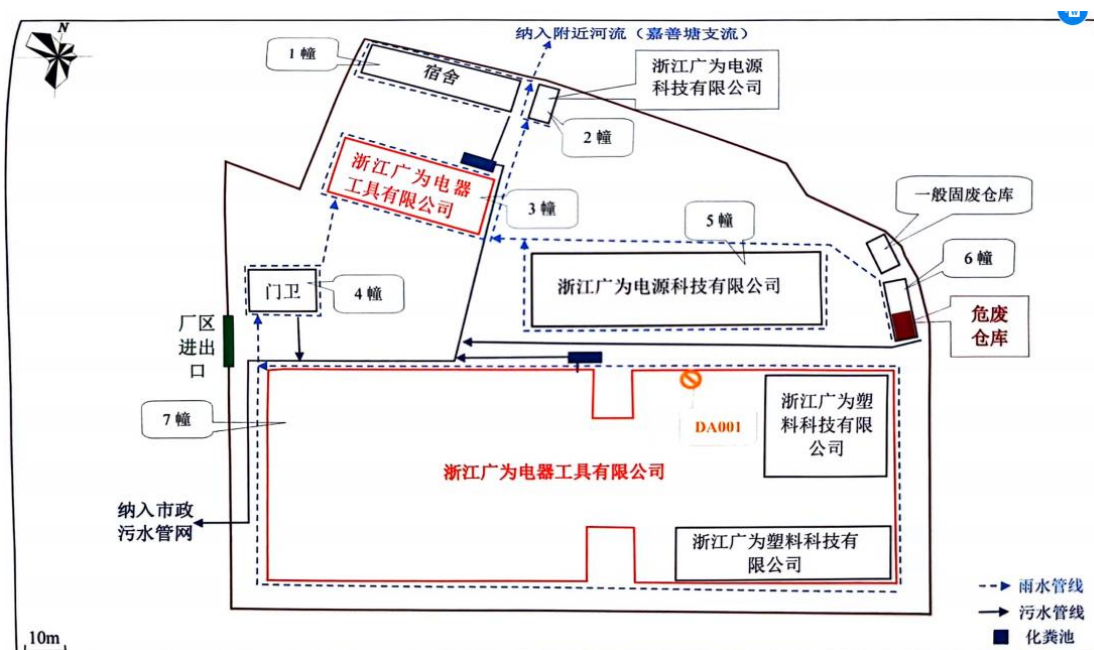 N
纳入附近河流（嘉善塘支流）
1 幢
宿舍
浙江广为电源
科技有限公司
2 幢
浙江广为电器
工具有限公司
3 幢
一般固废仓库
5 幢
6 幢
浙江广为电源科技有限公司
门卫
4 幢
危废
仓库
厂区
进出
口
7 幢
DA001
浙江广为塑
料科技有限
公司
浙江广为电器工具有限公司
纳入市政
污水管网
浙江广为塑料科技有
限公司
雨水管线
污水管线
化粪池
10m